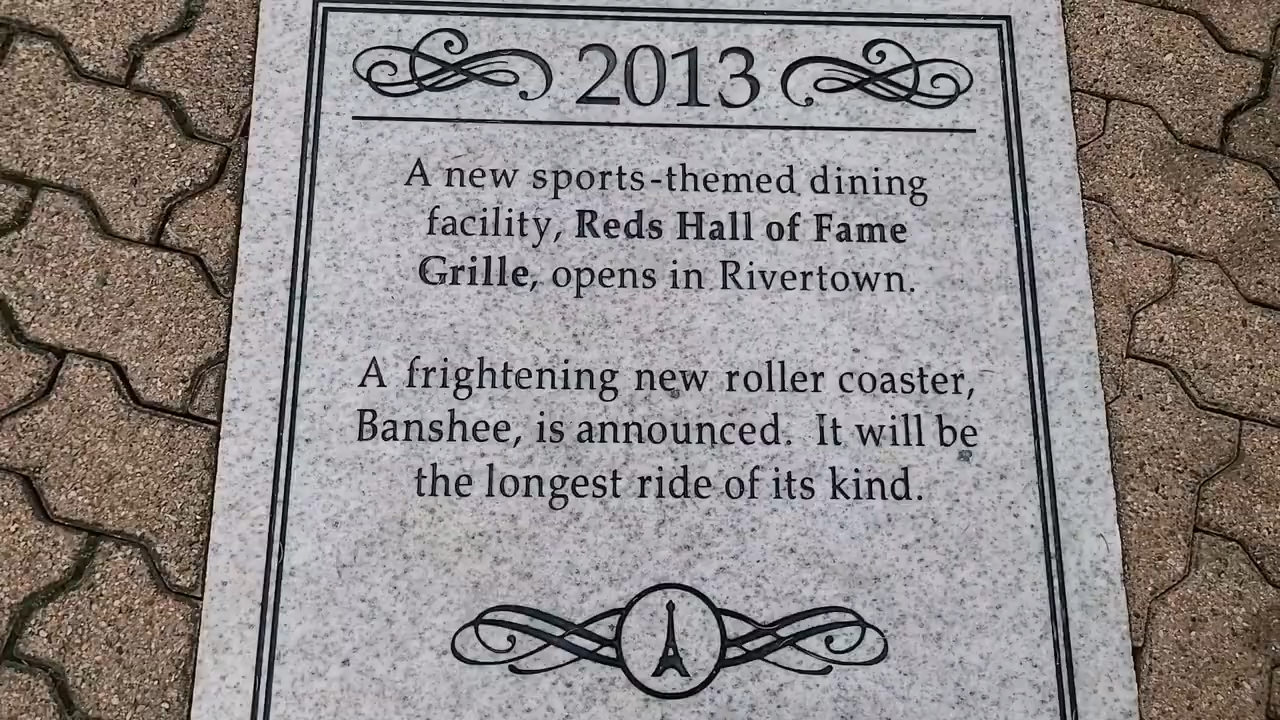 2013
A new sports-themed dining
facility, Reds Hall of Fame
Grille, opens in Rivertown.
A frightening new roller coaster,
Banshee, is announced. It will be
the longest ride of its kind.